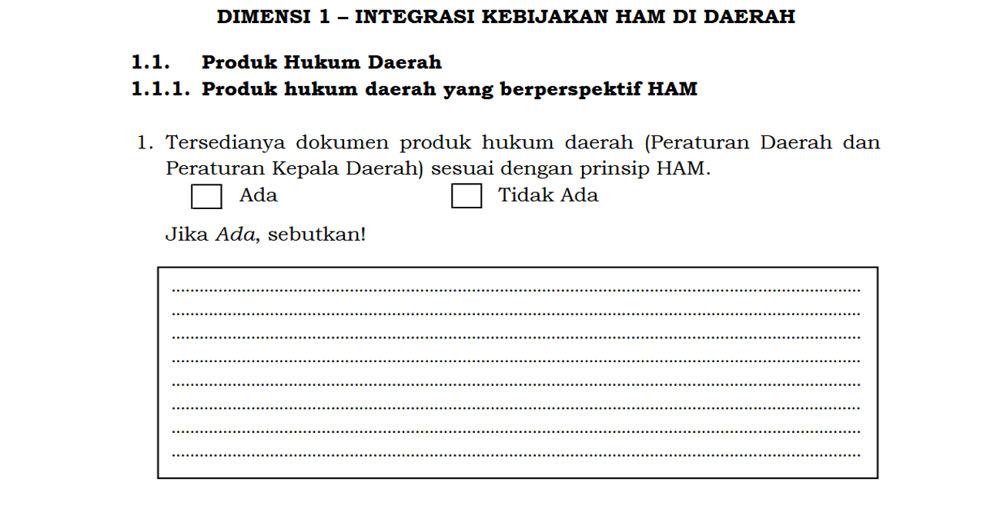 DIMENSI 1 – INTEGRASI KEBIJAKAN HAM DI DAERAH
1.1. Produk Hukum Daerah
1.1.1. Produk hukum daerah yang berperspektif HAM
1. Tersedianya dokumen produk hukum daerah (Peraturan Daerah dan
Peraturan Kepala Daerah) sesuai dengan prinsip HAM.
Ada Tidak Ada
Jika Ada, sebutkan!